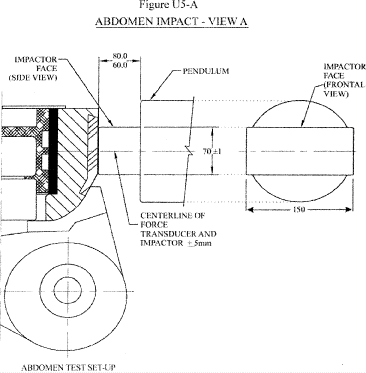 Figure U5-A
ABDOMEN IMPACT - VIEW A
IMPACTOR
FACE
(SIDE VIEW)
80.0
60.0
PENDULUM
IMPACTOR
FACE
(FRONTAL
VIEW)
70 ±1
150
CENTERLINE OF
FORCE
TRANSDUCER AND
IMPACTOR ± 5mm
ABDOMEN TEST SET-UP